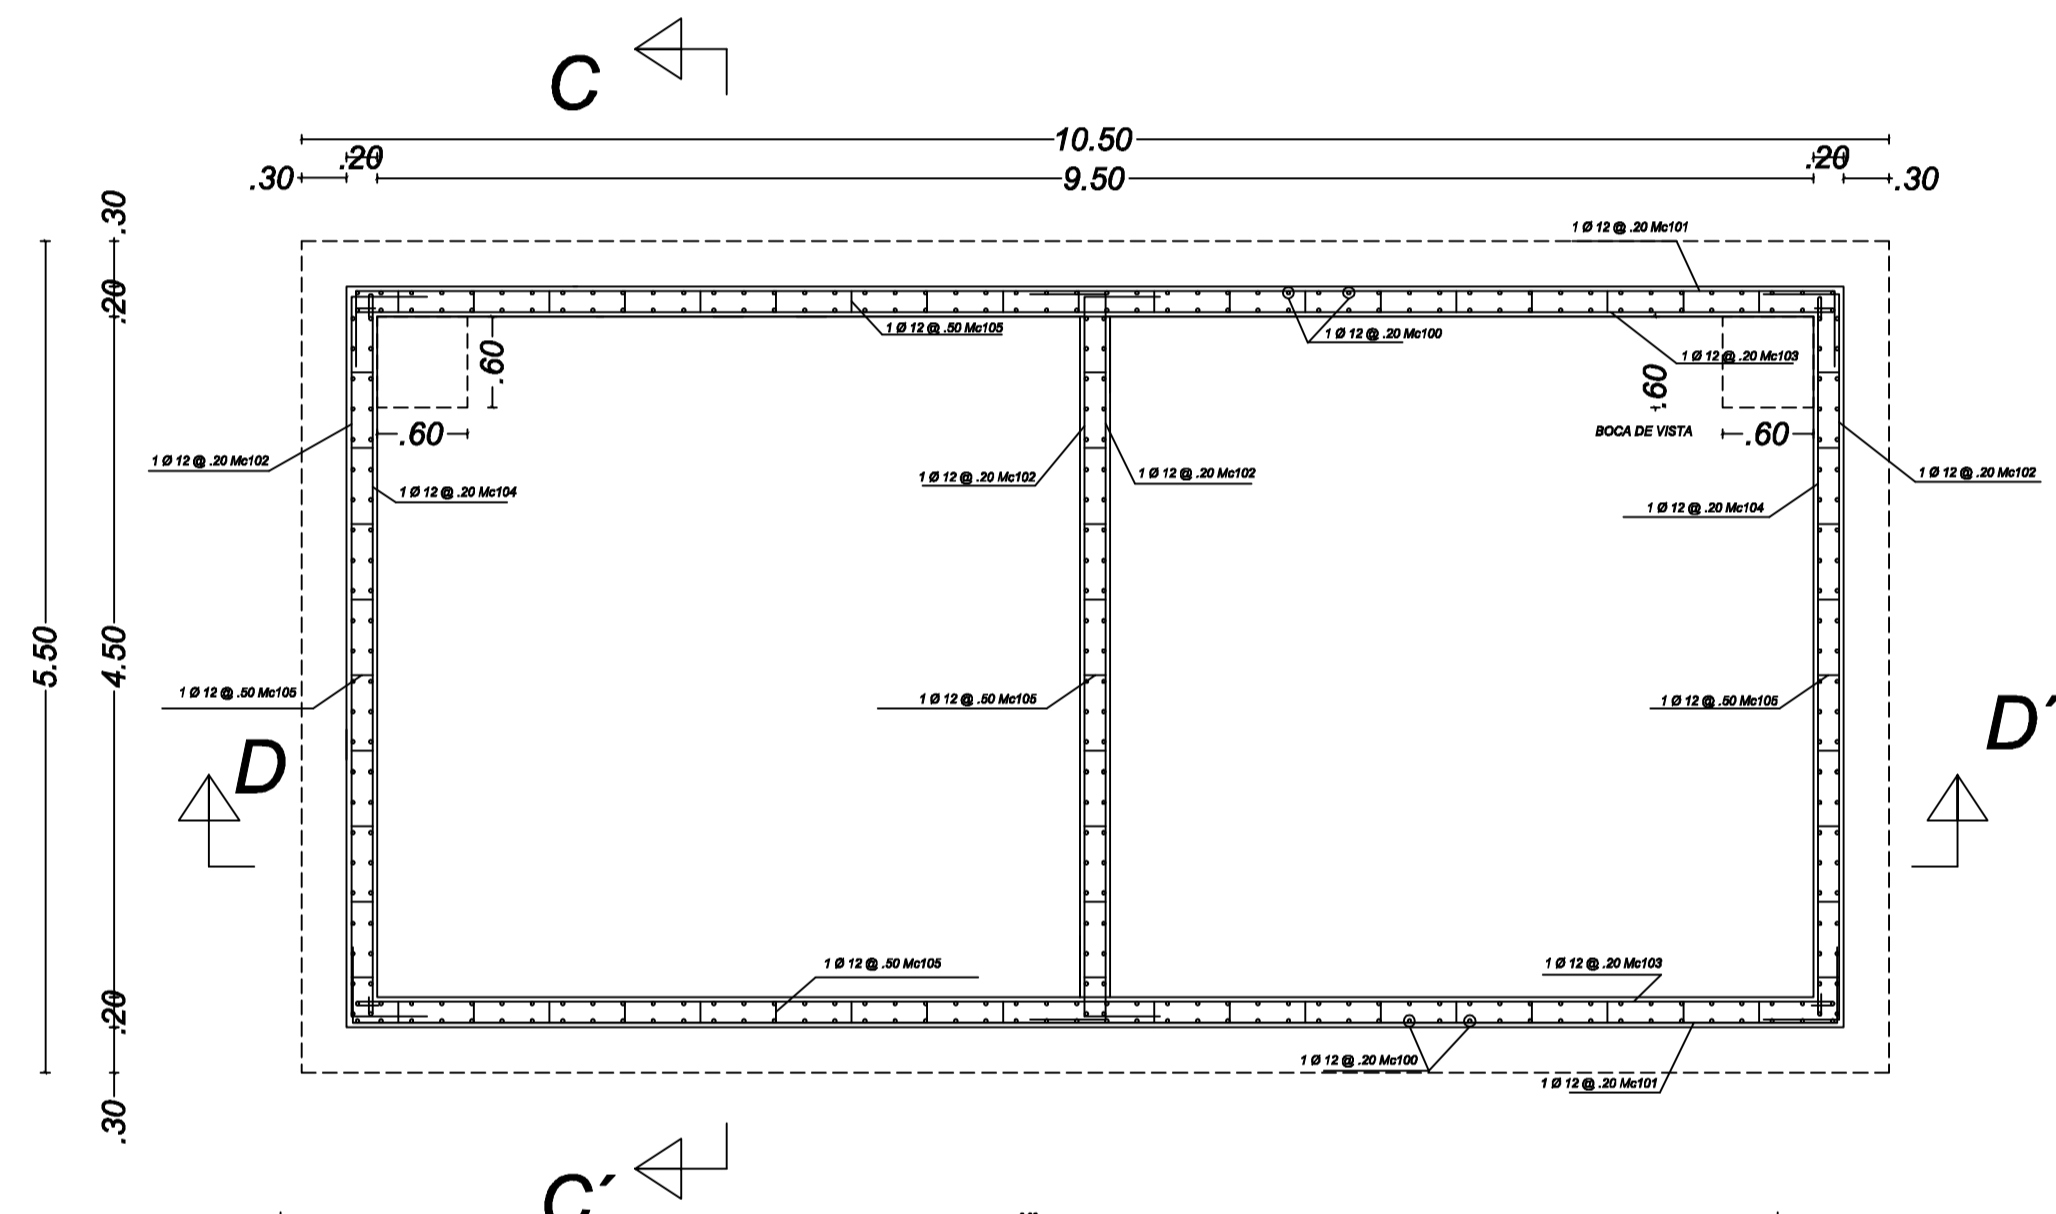 C
10.50
.20
.20
.30
9.50
.30
.30
1 Ø 12 @ .20 Mc101
.20
1 Ø 12 @ .50 Mc105
1 Ø 12 @ .20 Mc100
1 Ø 12 @ .20 Mc103
.60
.60
.60
BOCA DE VISTA
.60
1 Ø 12 @ .20 Mc102
1 Ø 12 @ .20 Mc102
1 Ø 12 @ .20 Mc102
1 Ø 12 @ .20 Mc102
1 Ø 12 @ .20 Mc104
1 Ø 12 @ .20 Mc104
5.50
4.50
1 Ø 12 @ .50 Mc105
1 Ø 12 @ .50 Mc105
1 Ø 12 @ .50 Mc105
D
D´
1 Ø 12 @ .50 Mc105
1 Ø 12 @ .20 Mc103
.20
1 Ø 12 @ .20 Mc100
1 Ø 12 @ .20 Mc101
.30
C´